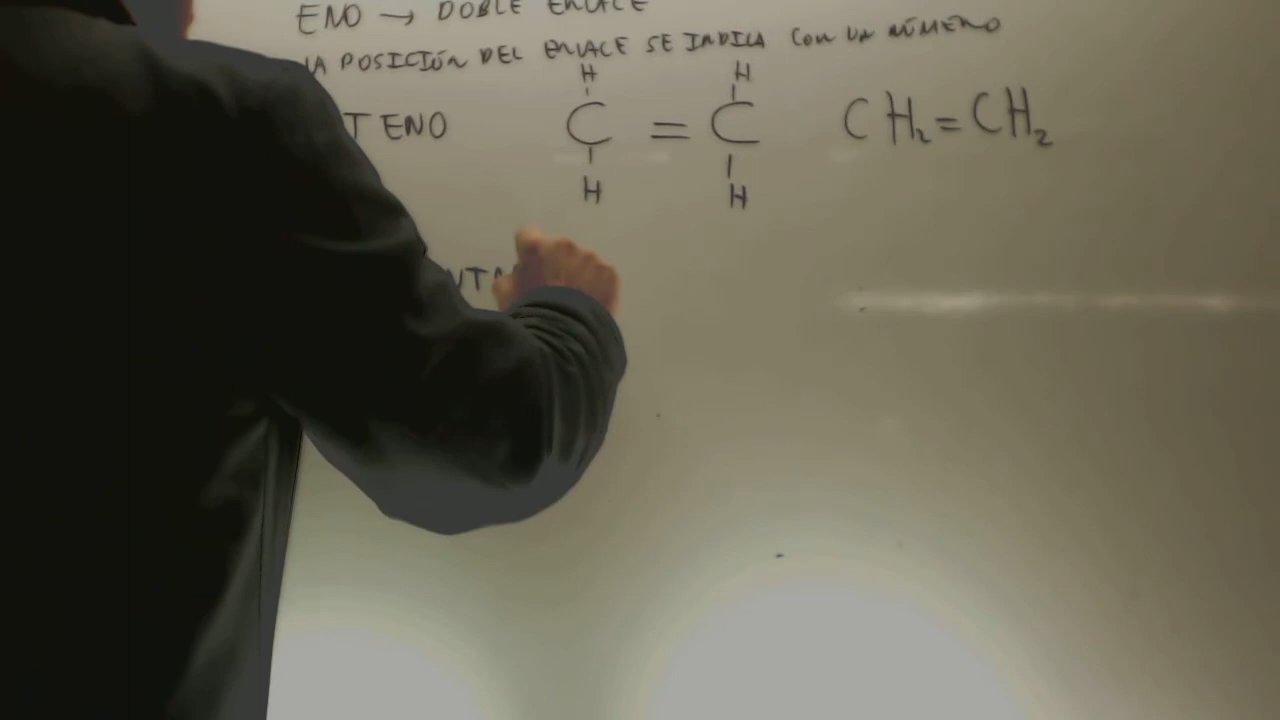 ENO → DOBLE ENLACE
LA POSICIÓN DEL ENLACE SE INDICA CON UN NÚMERO
H H
TENO C = C CH₂=CH₂
H H